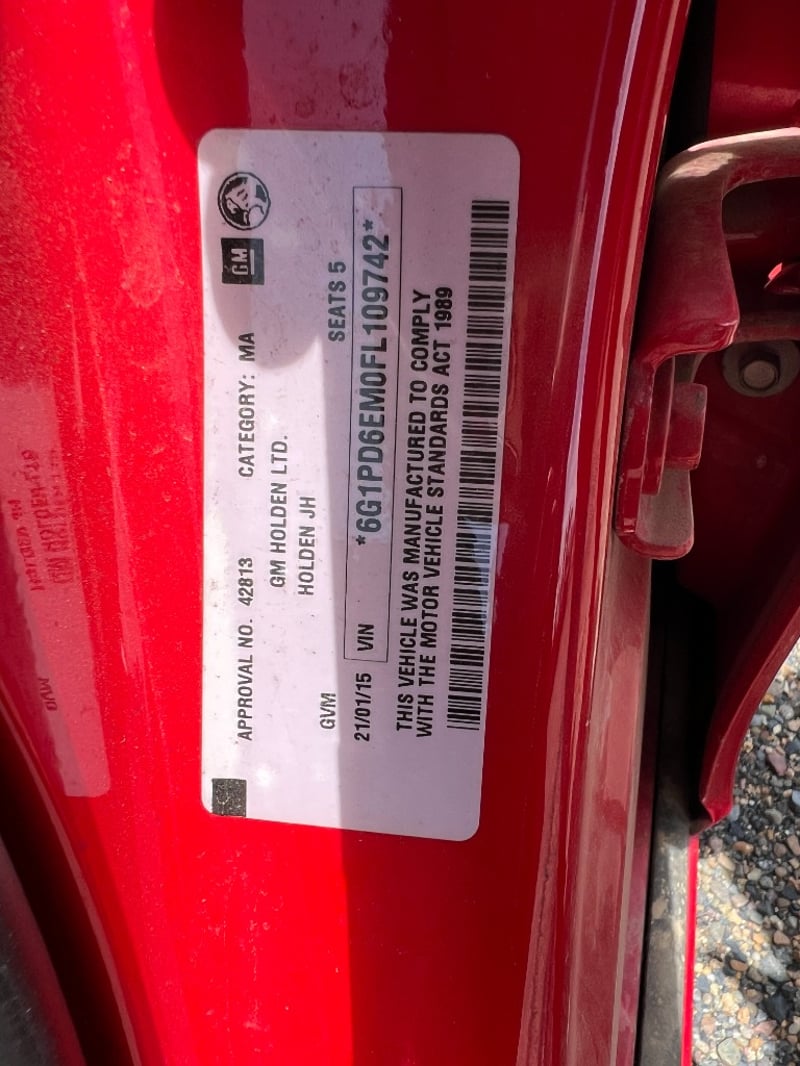 GM
APPROVAL NO. 42813 CATEGORY: MA
GM HOLDEN LTD.
HOLDEN JH
GVM SEATS 5
21/01/15 VIN *6G1PD6EM0FL109742*
THIS VEHICLE WAS MANUFACTURED TO COMPLY
WITH THE MOTOR VEHICLE STANDARDS ACT 1989